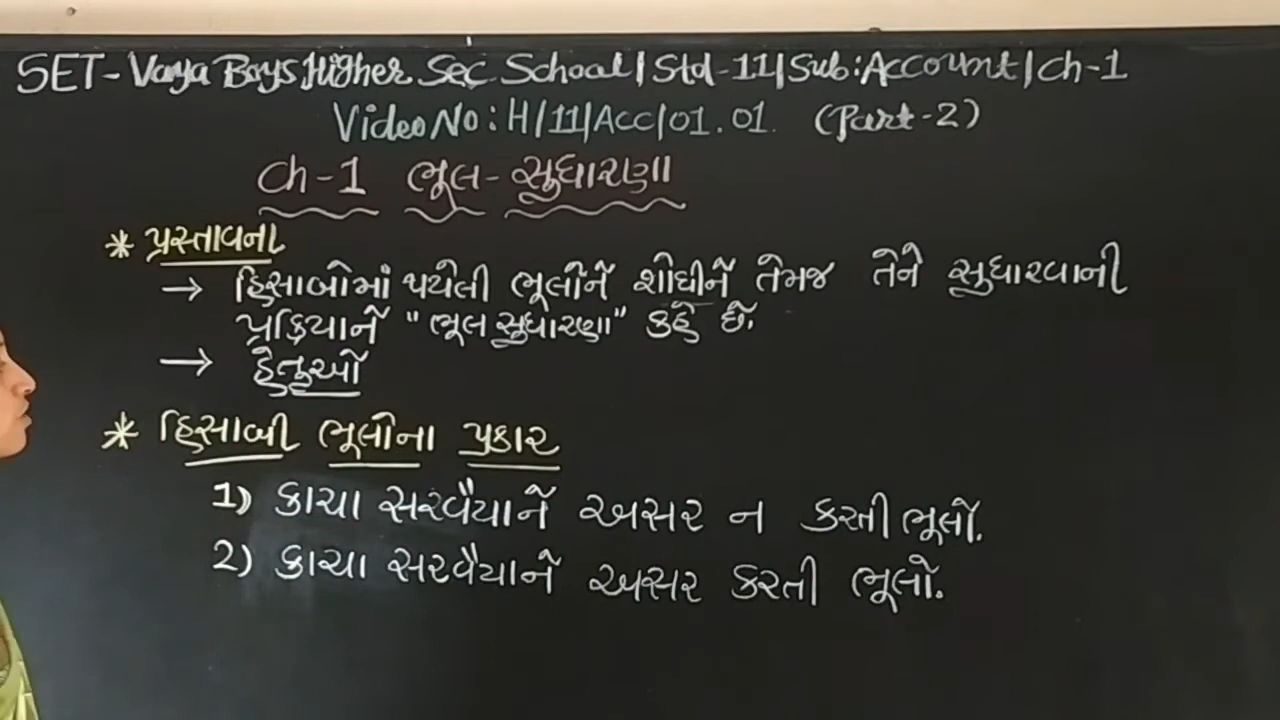 SET- Varya Boys Higher Sec School / Std-11 / Sub: Account / Ch-1
Video No: H/11/Acc/01.01 (Part-2)
Ch-1 ભૂલ-સુધારણા
* પ્રસ્તાવના
→ હિસાબોમાં થયેલી ભૂલોને શોધીને તેમજ તેને સુધારવાની
પ્રક્રિયાને "ભૂલ સુધારણા" કહે છે.
→ હેતુઓ
* હિસાબી ભૂલોના પ્રકાર
1) કાચા સરવૈયાને અસર ન કરતી ભૂલો.
2) કાચા સરવૈયાને અસર કરતી ભૂલો.